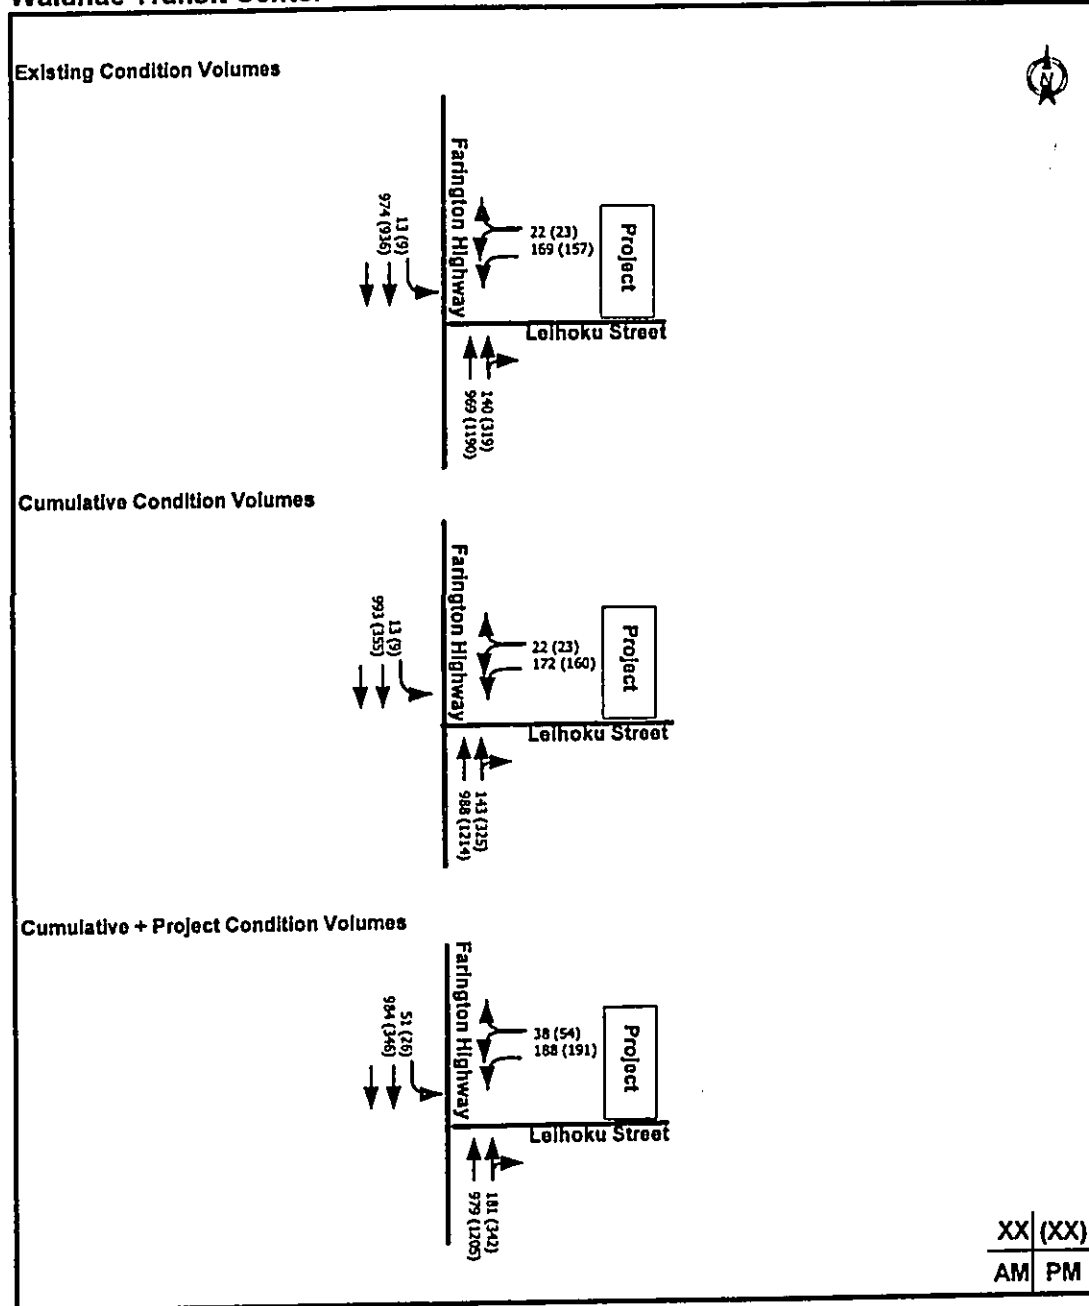 Waianae Transit Center
Existing Condition Volumes
N
Farington Highway
13 (9)
974 (936)
22 (23)
169 (157)
Project
Leihoku Street
140 (319)
969 (1190)
Cumulative Condition Volumes
Farington Highway
13 (9)
993 (355)
22 (23)
172 (160)
Project
Leihoku Street
143 (325)
988 (1214)
Cumulative + Project Condition Volumes
Farington Highway
51 (26)
984 (346)
38 (54)
188 (191)
Project
Leihoku Street
181 (342)
979 (1205)
XX (XX)
AM PM